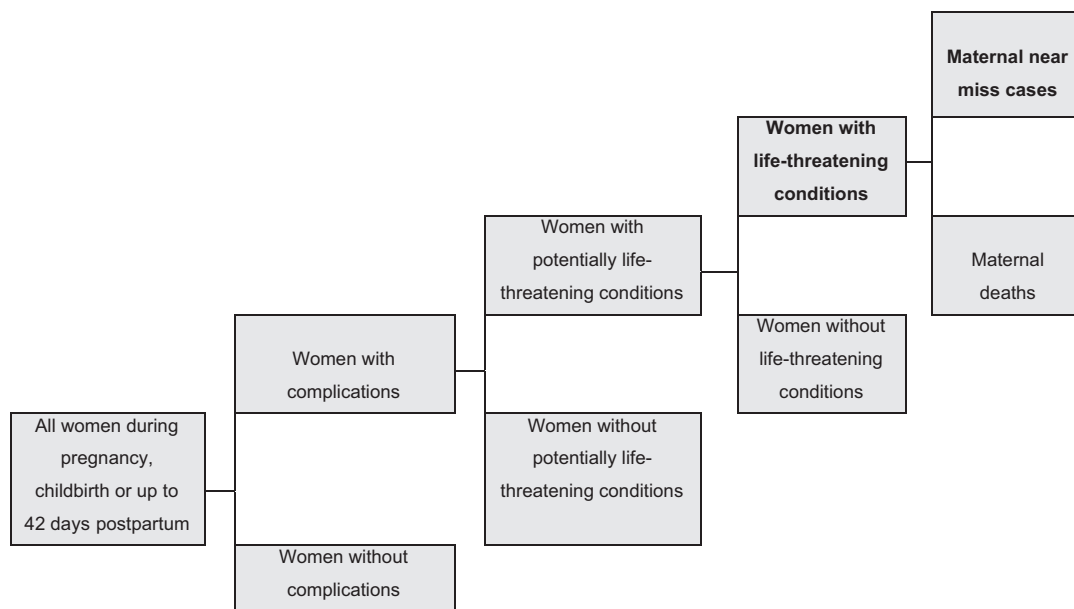 Maternal near
miss cases
Women with
life-threatening
conditions
Women with
potentially life-
threatening conditions
Maternal
deaths
Women without
life-threatening
conditions
Women with
complications
All women during
pregnancy,
childbirth or up to
42 days postpartum
Women without
potentially life-
threatening conditions
Women without
complications